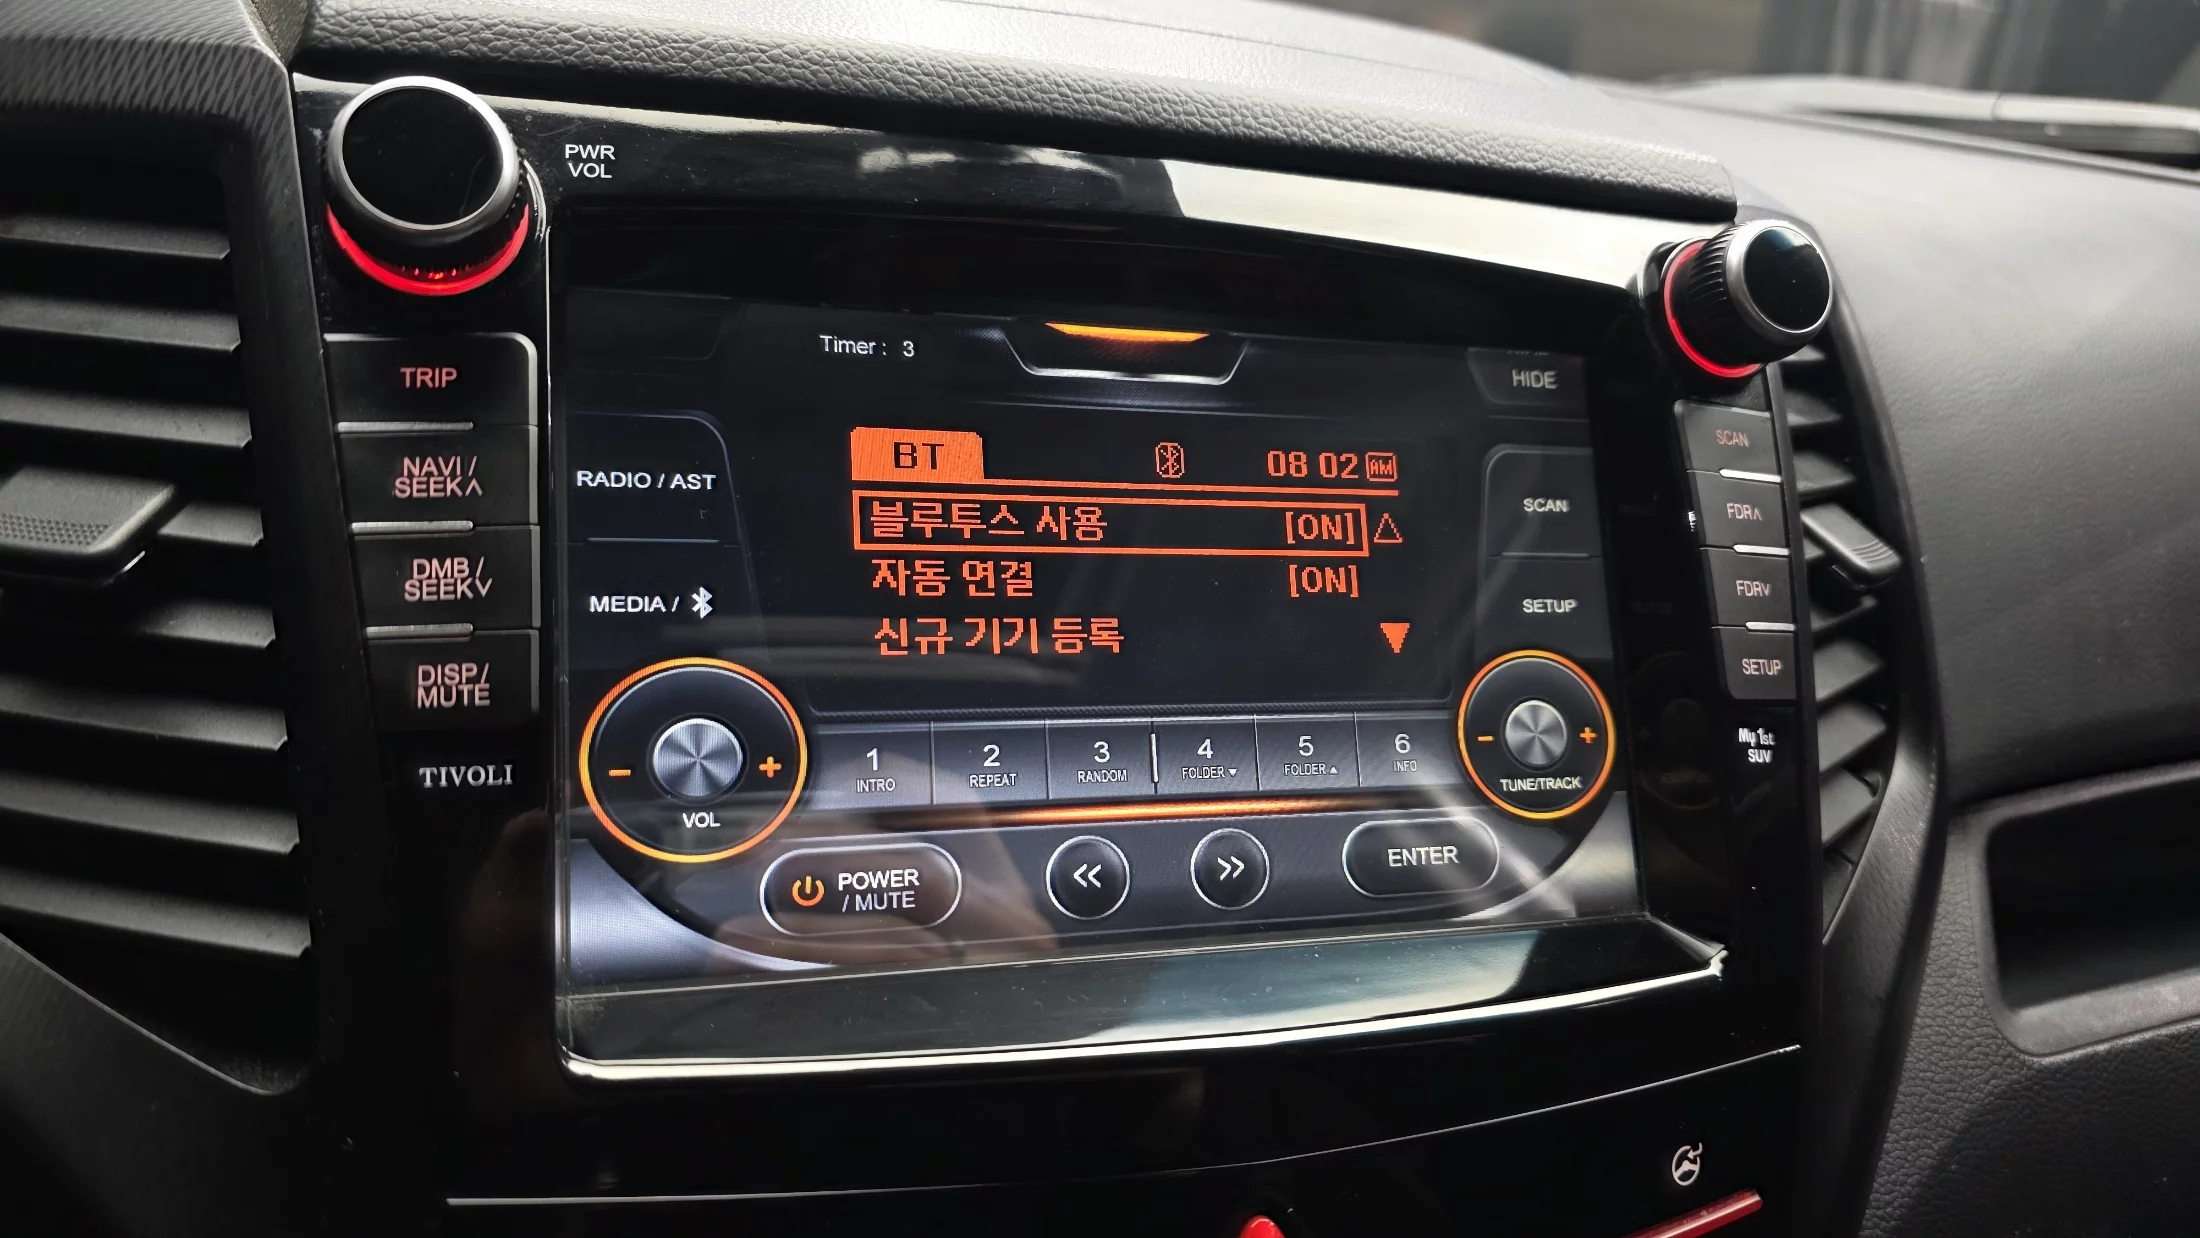 PWR
VOL
TRIP
NAVI /
SEEK∧
DMB /
SEEK∨
DISP/
MUTE
TIVOLI
Timer : 3
HIDE
RADIO / AST
MEDIA /
BT 08 02 AM
블루투스 사용 [ON]
자동 연결 [ON]
신규 기기 등록
SCAN
SETUP
- +
VOL
1
INTRO
2
REPEAT
3
RANDOM
4
FOLDER ▼
5
FOLDER ▲
6
INFO
- +
TUNE/TRACK
POWER
/ MUTE
<<
>>
ENTER
SCAN
FDR∧
FDR∨
SETUP
My 1st
SUV